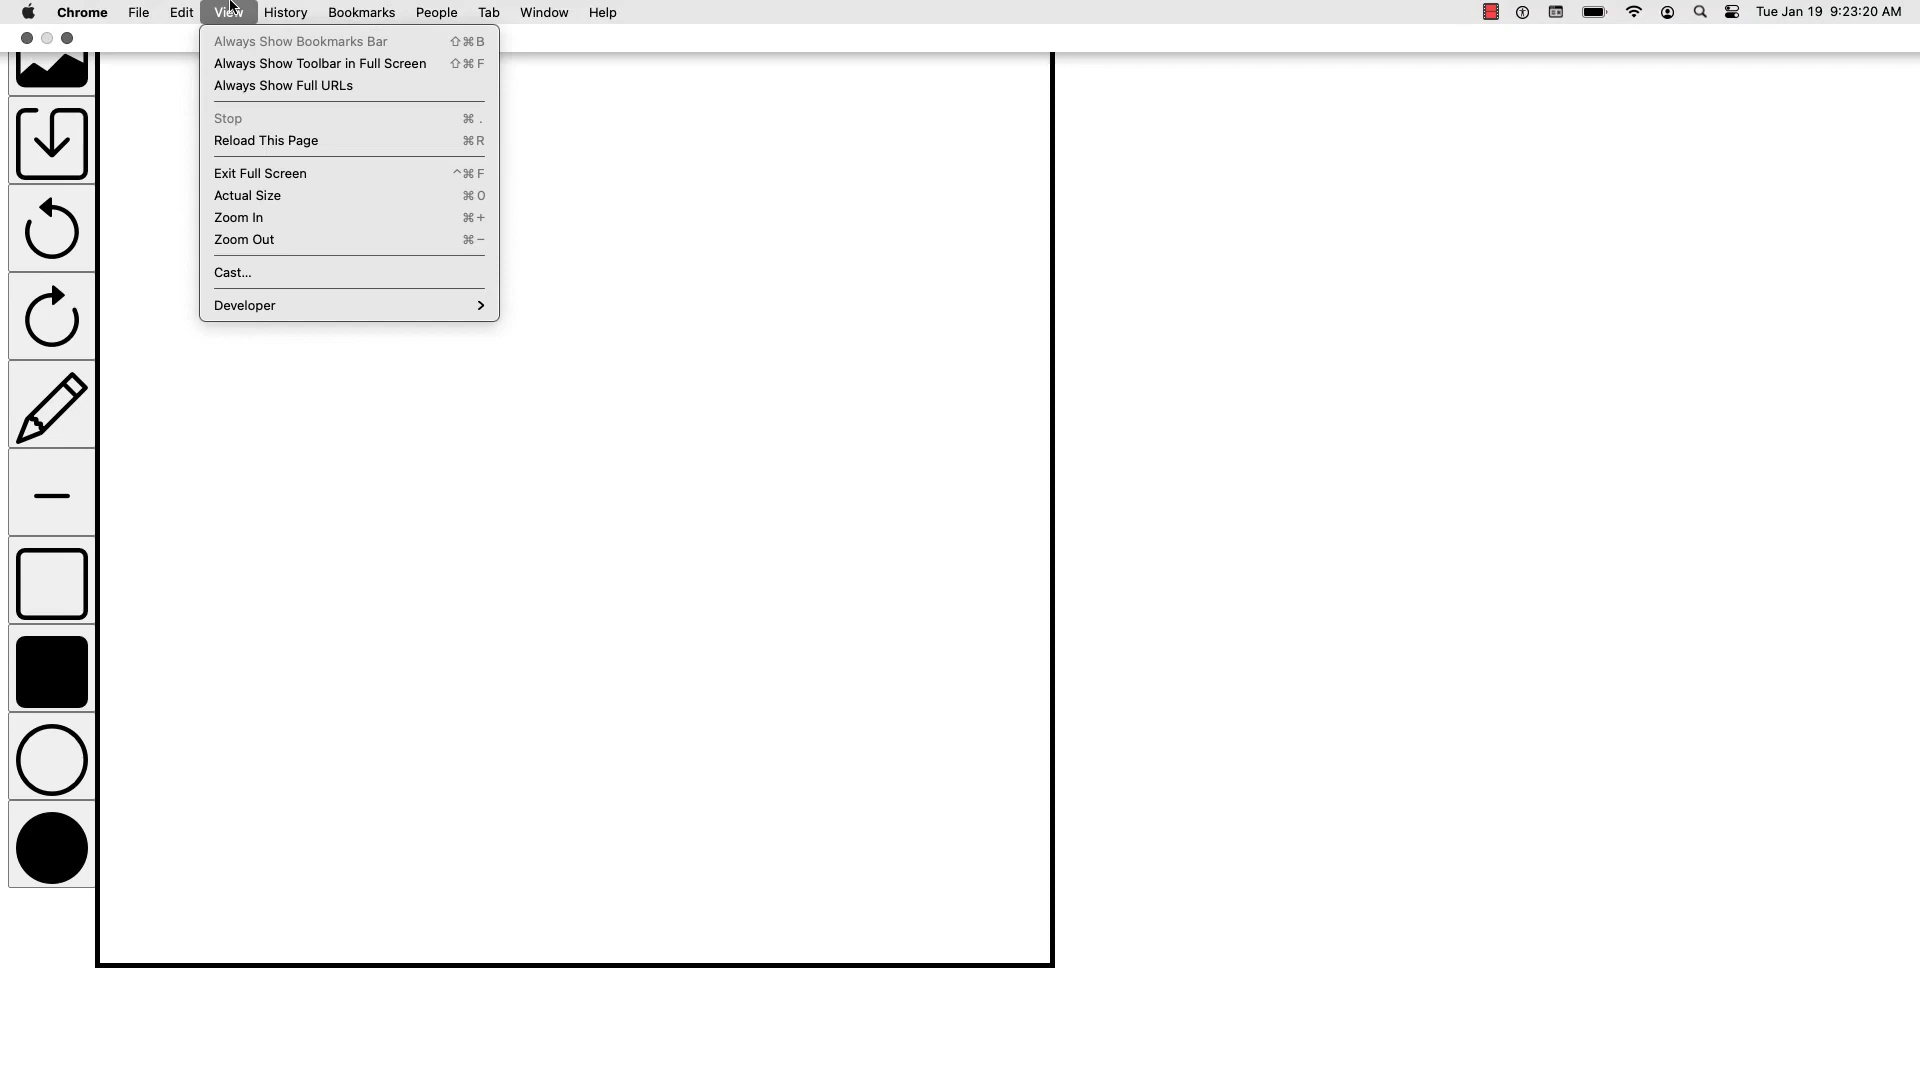 Chrome File Edit View History Bookmarks People Tab Window Help Tue Jan 19 9:23:20 AM
Always Show Bookmarks Bar ⇧⌘B
Always Show Toolbar in Full Screen ⇧⌘F
Always Show Full URLs
Stop ⌘.
Reload This Page ⌘R
Exit Full Screen ^⌘F
Actual Size ⌘0
Zoom In ⌘+
Zoom Out ⌘−
Cast...
Developer